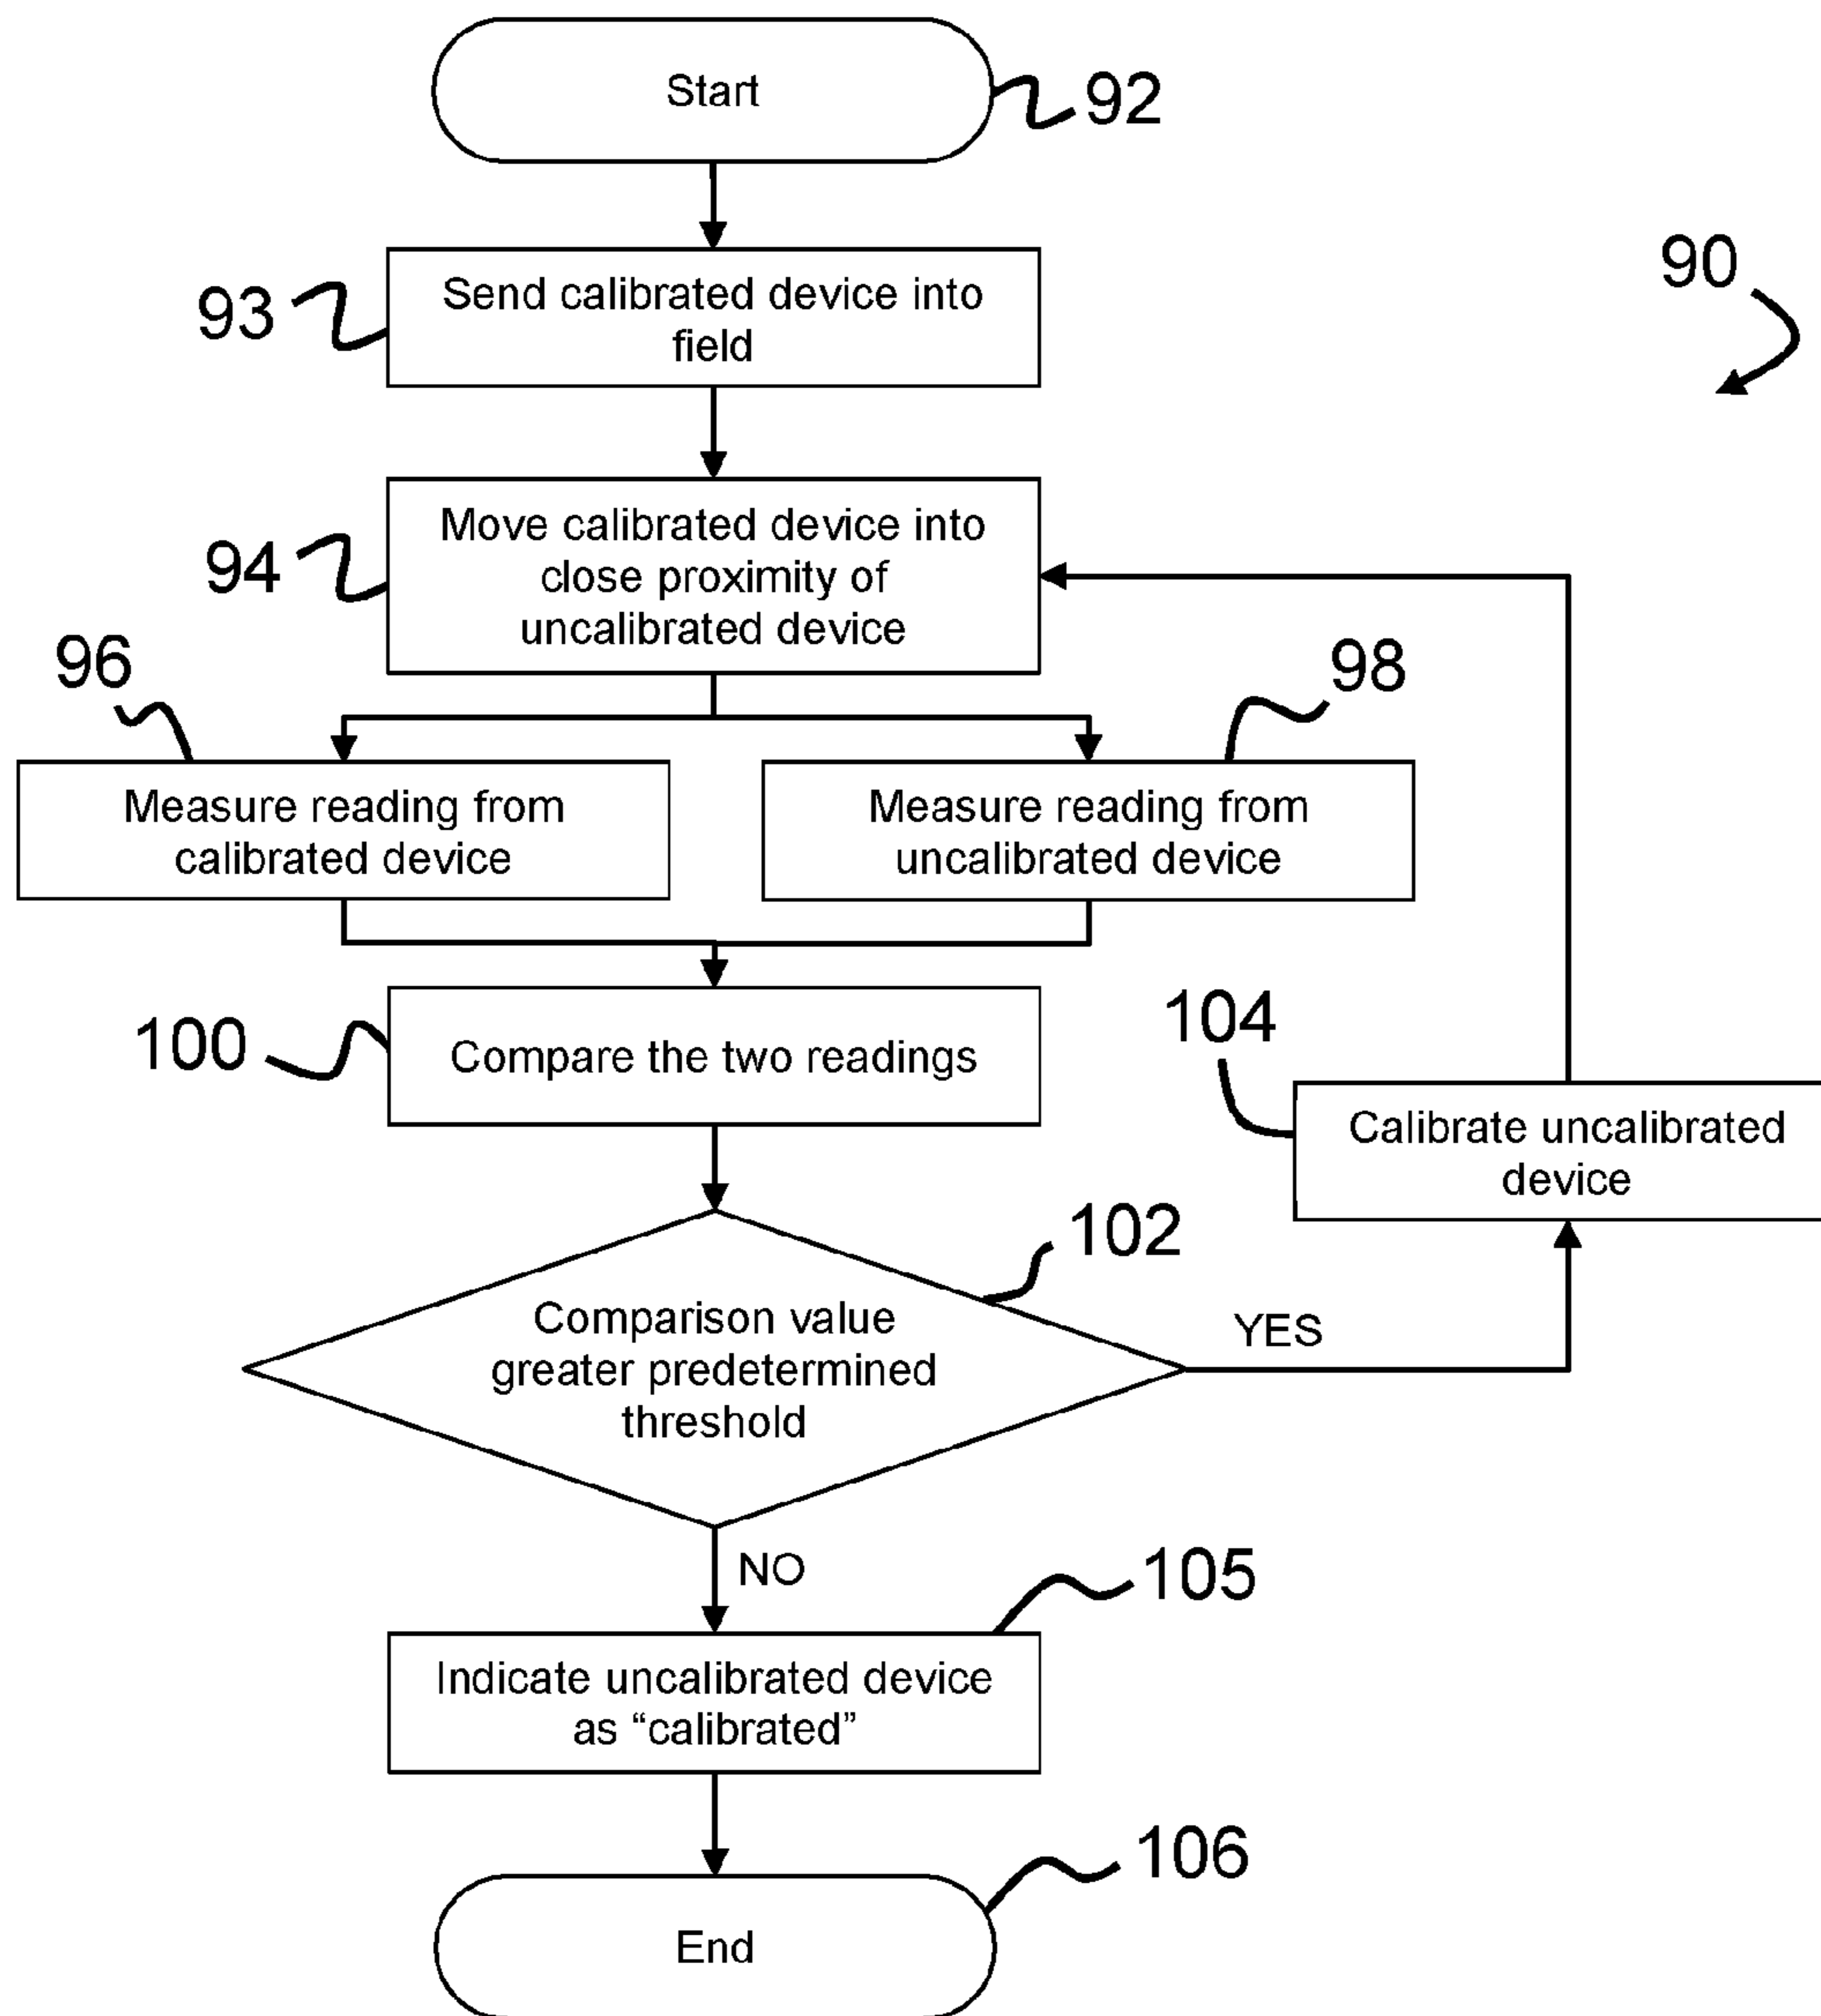 Start
92
90
93
Send calibrated device into
field
94
Move calibrated device into
close proximity of
uncalibrated device
96
98
Measure reading from
calibrated device
Measure reading from
uncalibrated device
100
Compare the two readings
104
Calibrate uncalibrated
device
102
Comparison value
greater predetermined
threshold
YES
NO
105
Indicate uncalibrated device
as “calibrated”
106
End